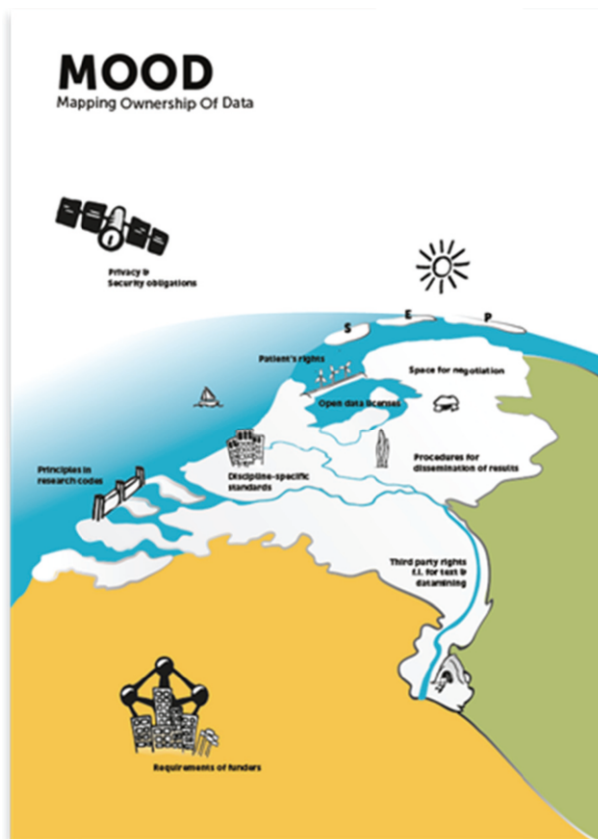 MOOD
Mapping Ownership Of Data
Privacy &
Security obligations
S E P
Patient's rights
Space for negotiation
Open data licenses
Principles in
research codes
Discipline-specific
standards
Procedures for
dissemination of results
Third party rights
f.i. for text &
datamining
Requirements of funders